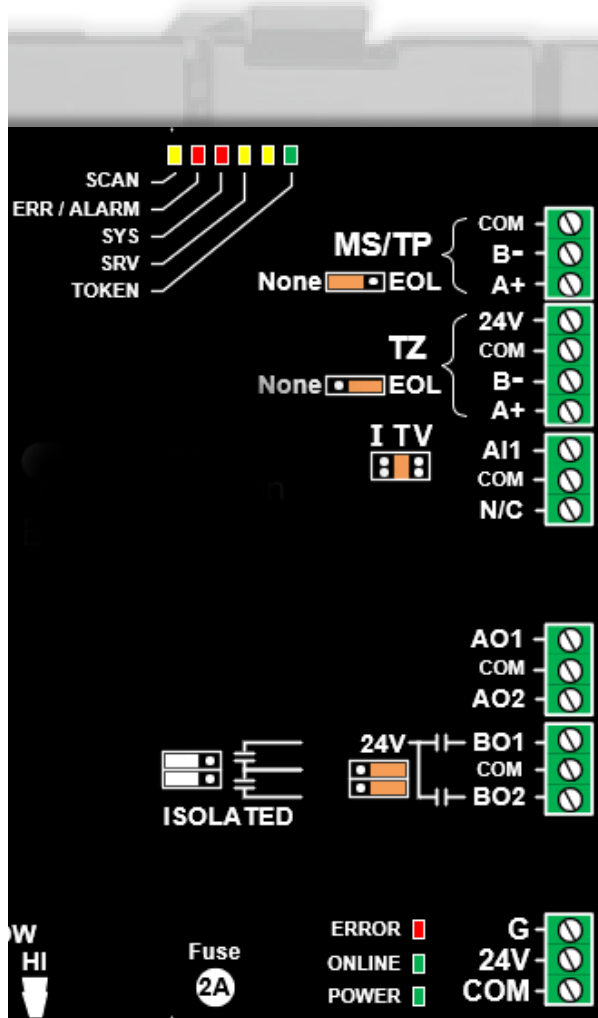 SCAN
ERR / ALARM
SYS
SRV
TOKEN
MS/TP
None EOL
COM
B-
A+
TZ
None EOL
24V
COM
B-
A+
I T V
AI1
COM
N/C
AO1
COM
AO2
ISOLATED
24V
BO1
COM
BO2
OW
HI
Fuse
2A
ERROR
ONLINE
POWER
G
24V
COM